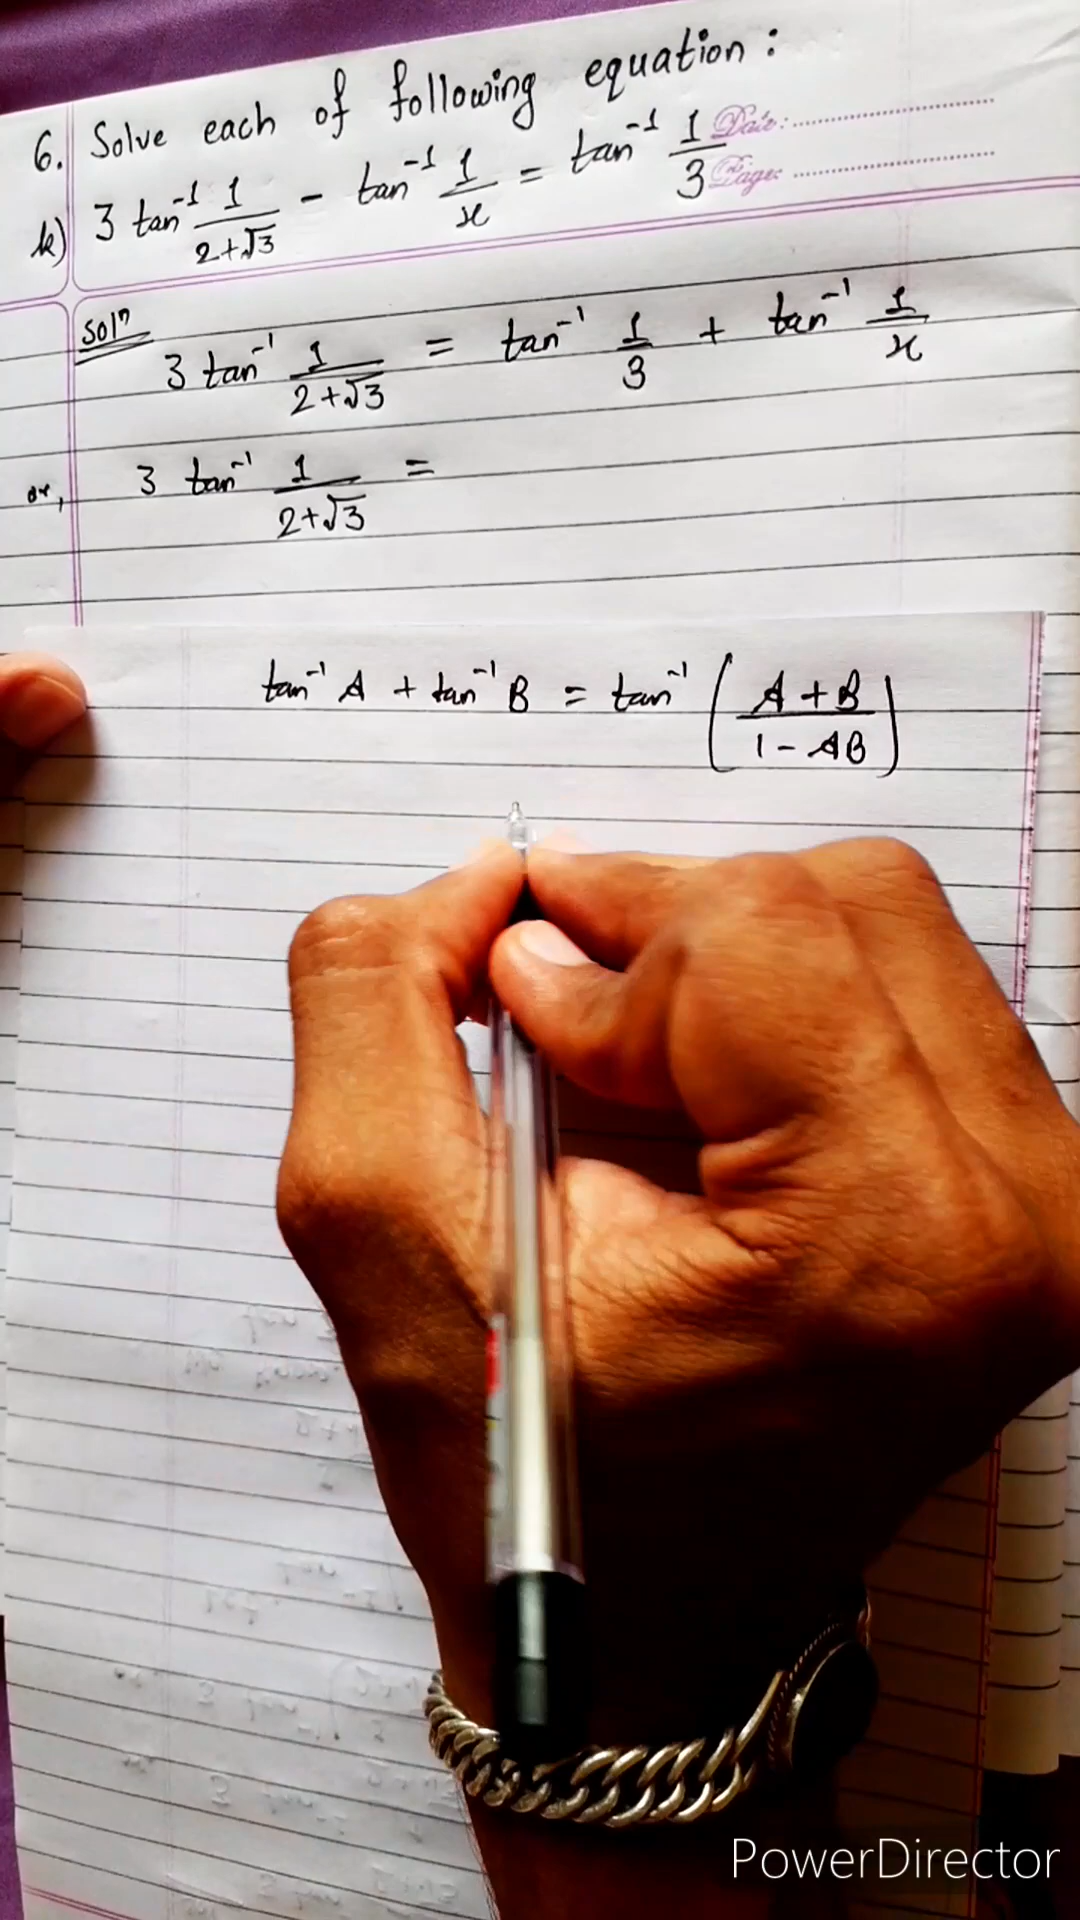 6. Solve each of following equation :
Date: ........................
Page: ........................
k) 3 tan⁻¹ 1/(2+√3) - tan⁻¹ 1/x = tan⁻¹ 1/3
Solⁿ
3 tan⁻¹ 1/(2+√3) = tan⁻¹ 1/3 + tan⁻¹ 1/x
or, 3 tan⁻¹ 1/(2+√3) =
tan⁻¹ A + tan⁻¹ B = tan⁻¹ ((A + B)/(1 - AB))
PowerDirector